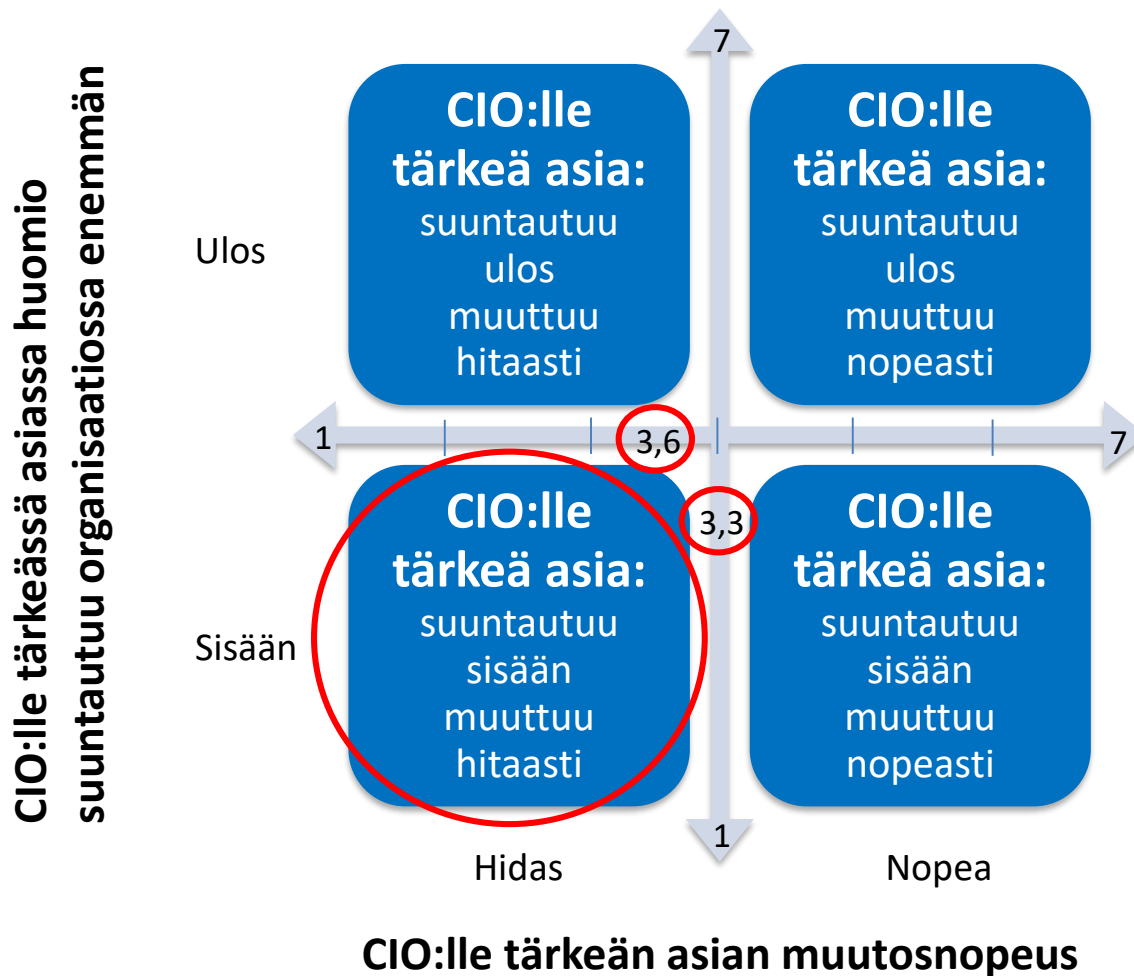 CIO:lle tärkeässä asiassa huomio
suuntautuu organisaatiossa enemmän
7
CIO:lle
tärkeä asia:
suuntautuu
ulos
muuttuu
hitaasti
CIO:lle
tärkeä asia:
suuntautuu
ulos
muuttuu
nopeasti
Ulos
1
3,6
7
CIO:lle
tärkeä asia:
suuntautuu
sisään
muuttuu
hitaasti
3,3
CIO:lle
tärkeä asia:
suuntautuu
sisään
muuttuu
nopeasti
Sisään
1
Hidas
Nopea
CIO:lle tärkeän asian muutosnopeus